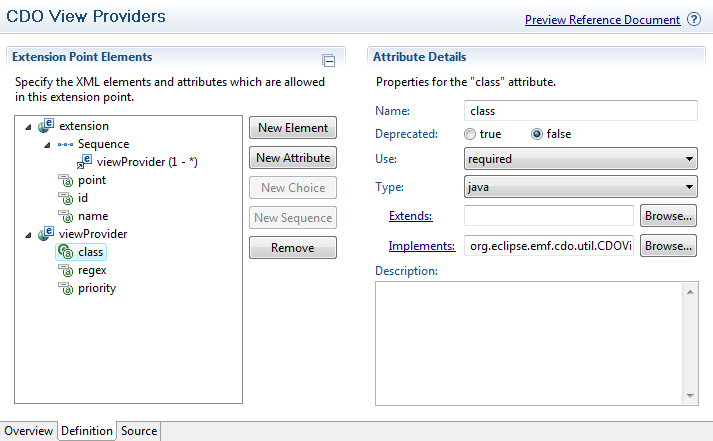 CDO View Providers
Preview Reference Document
Extension Point Elements
Specify the XML elements and attributes which are allowed
in this extension point.
extension
Sequence
viewProvider (1 - *)
point
id
name
viewProvider
class
regex
priority
New Element
New Attribute
New Choice
New Sequence
Remove
Attribute Details
Properties for the "class" attribute.
Name: class
Deprecated: true false
Use: required
Type: java
Extends: Browse...
Implements: org.eclipse.emf.cdo.util.CDOVi Browse...
Description:
Overview Definition Source